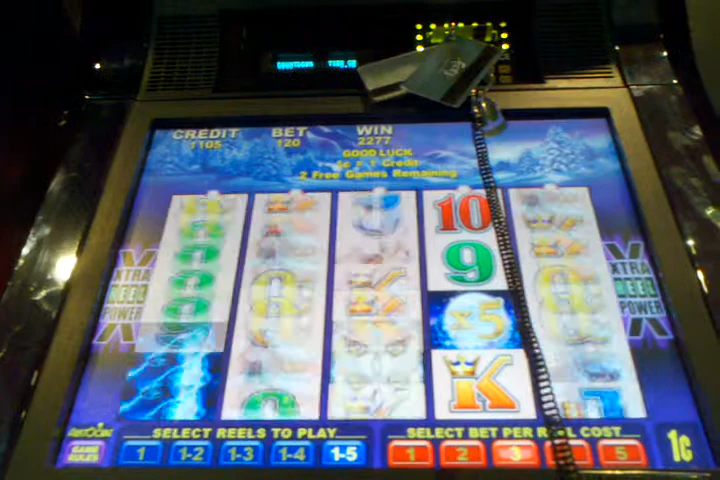 CREDIT BET WIN
1105 120 2277
GOOD LUCK
1c = 1 Credit
2 Free Games Remaining
10
9
x5
K
XTRA REEL POWER
XTRA REEL POWER
SELECT REELS TO PLAY
SELECT BET PER REEL COST
GAME RULES
1 1-2 1-3 1-4 1-5
1 2 3 5
1¢